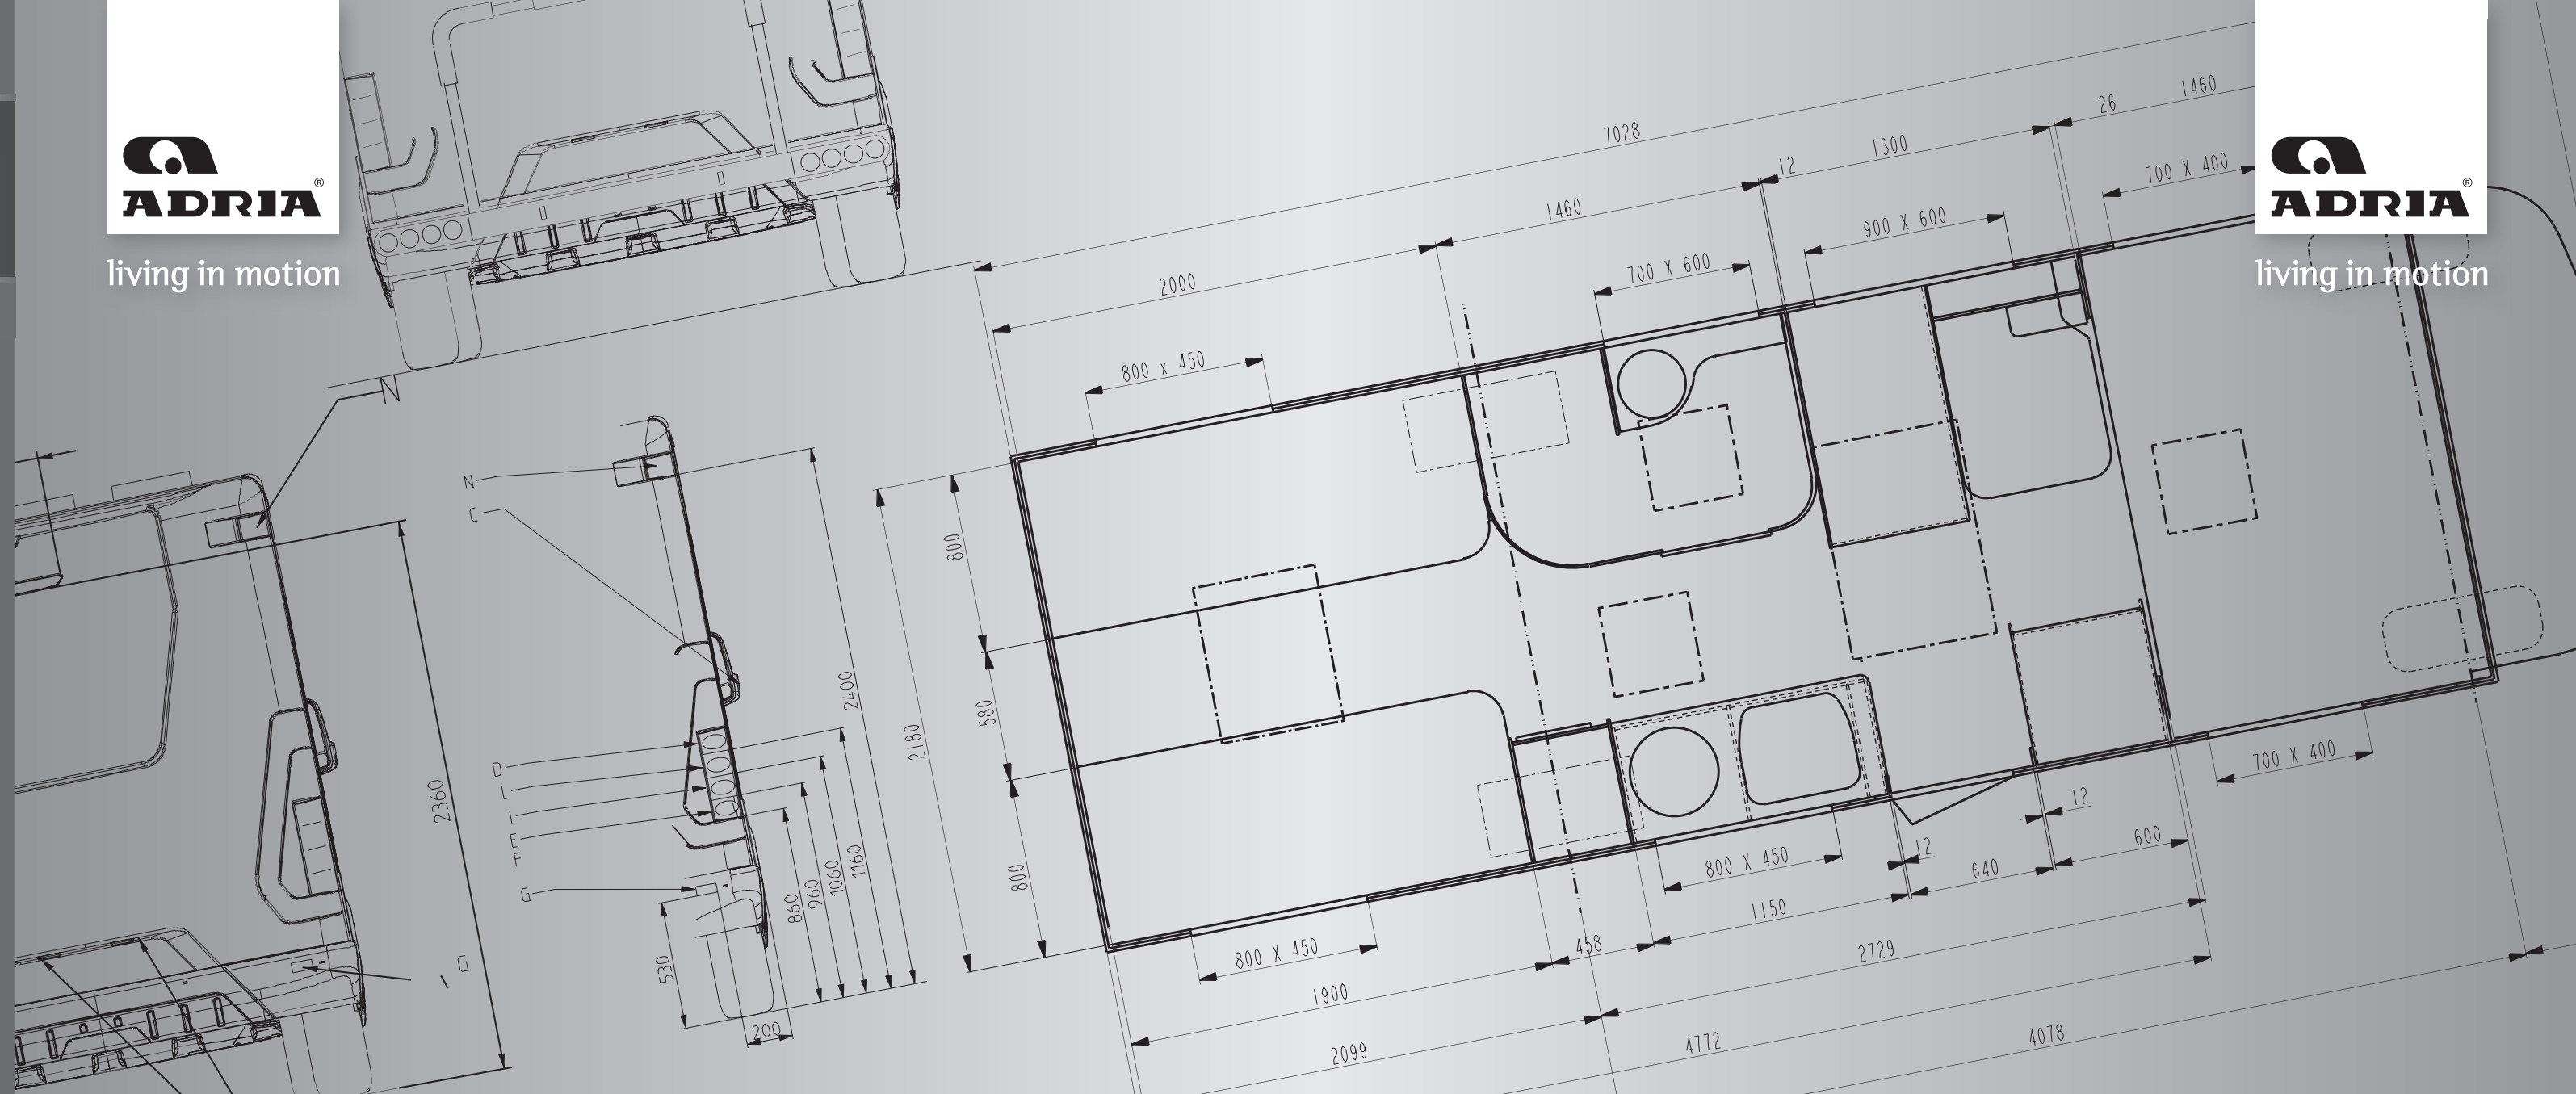 ADRIA®
living in motion
ADRIA®
living in motion
7028
26
1460
1300
12
700 X 400
1460
900 X 600
700 X 600
2000
800 x 450
N
N
C
2400
2360
D
L
I
E
F
G
G
530
860
960
1060
1160
200
2180
800
580
800
800 X 450
458
1900
2099
800 X 450
1150
12
640
12
600
700 X 400
2729
4772
4078